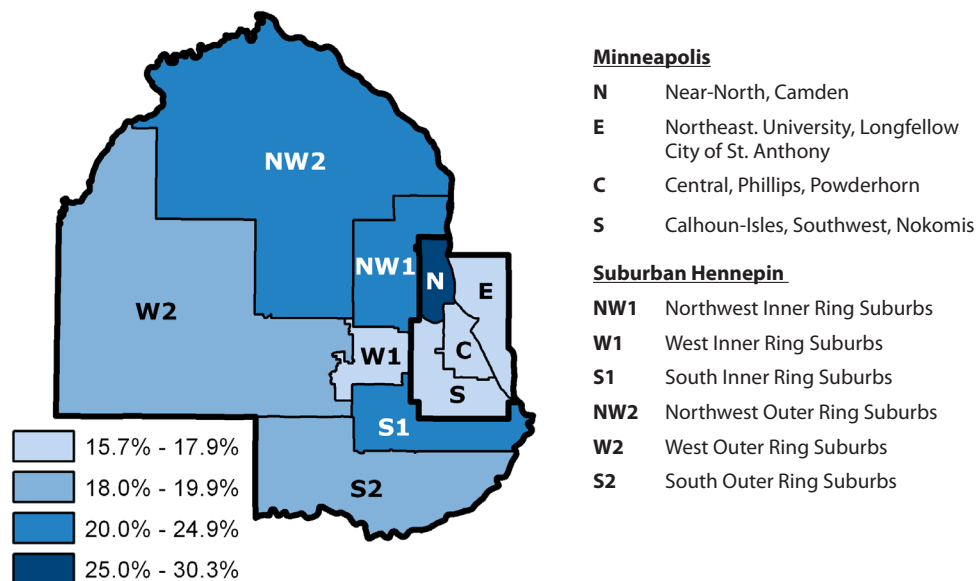 NW2
NW1
N
E
W2
W1
C
S
S1
S2
15.7% - 17.9%
18.0% - 19.9%
20.0% - 24.9%
25.0% - 30.3%
Minneapolis
N Near-North, Camden
E Northeast. University, Longfellow
City of St. Anthony
C Central, Phillips, Powderhorn
S Calhoun-Isles, Southwest, Nokomis
Suburban Hennepin
NW1 Northwest Inner Ring Suburbs
W1 West Inner Ring Suburbs
S1 South Inner Ring Suburbs
NW2 Northwest Outer Ring Suburbs
W2 West Outer Ring Suburbs
S2 South Outer Ring Suburbs